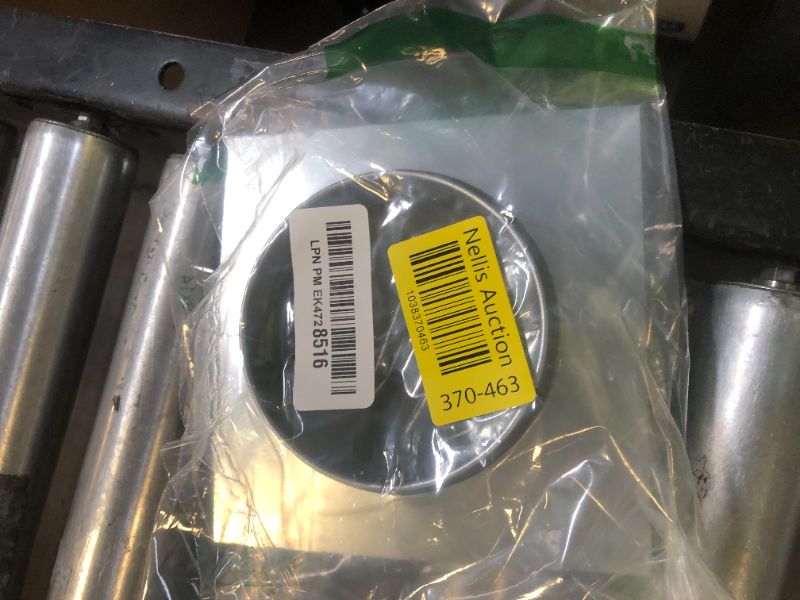 LPN PM EK4728516
Nellis Auction
1038370463
370-463